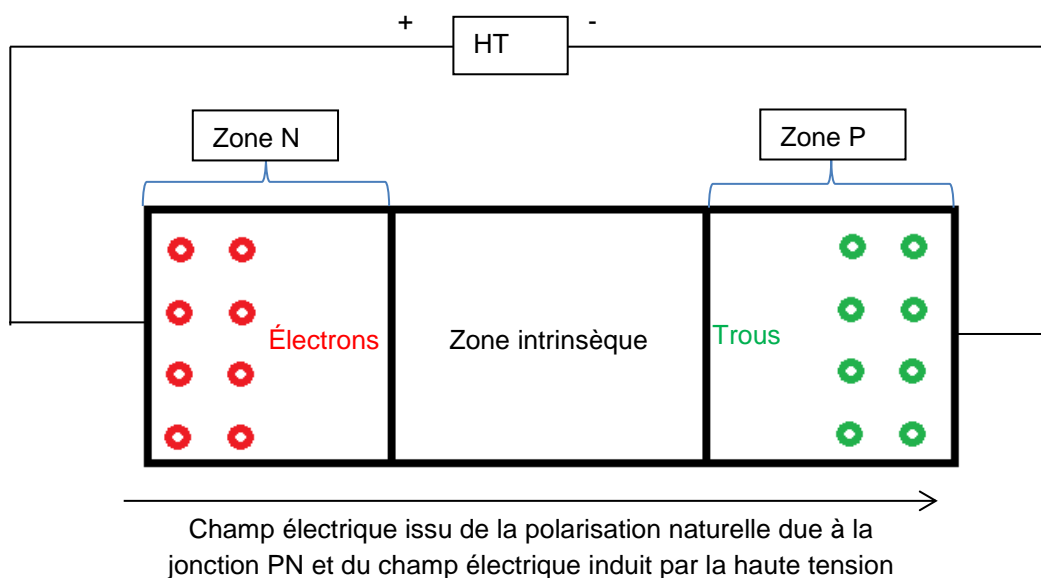 + HT -
Zone N
Zone P
Électrons
Zone intrinsèque
Trous
Champ électrique issu de la polarisation naturelle due à la
jonction PN et du champ électrique induit par la haute tension